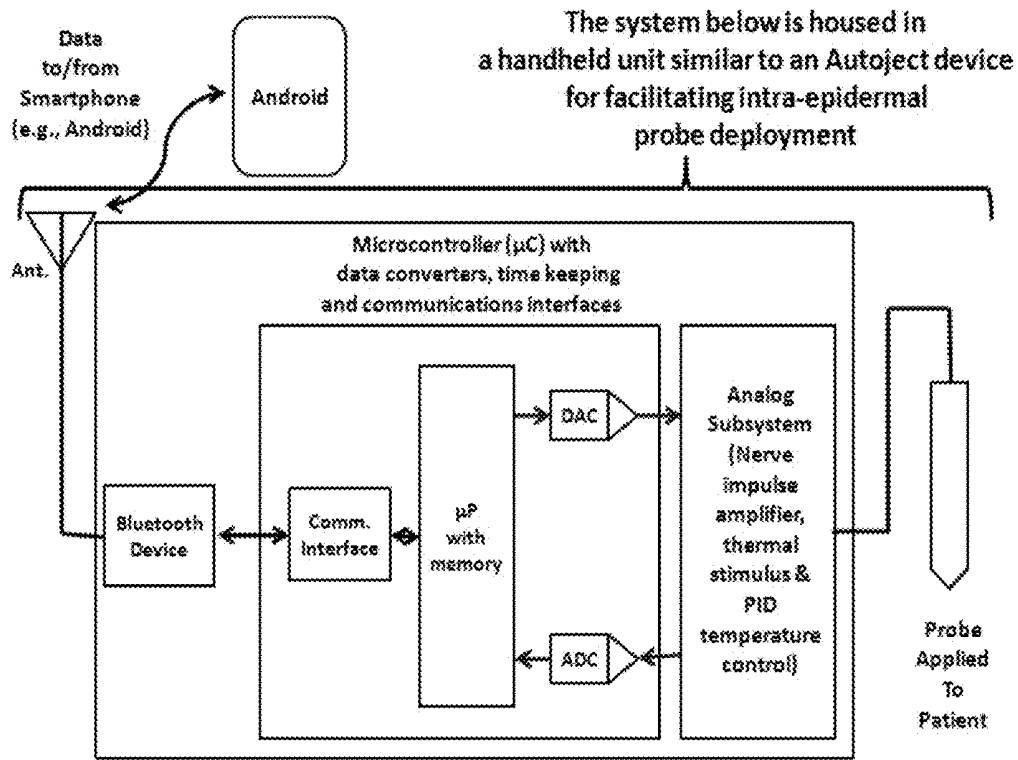 Data
to/from
Smartphone
(e.g., Android)
Android
The system below is housed in
a handheld unit similar to an Autoject device
for facilitating intra-epidermal
probe deployment
Ant.
Microcontroller (µC) with
data converters, time keeping
and communications interfaces
Bluetooth
Device
Comm.
Interface
µP
with
memory
DAC
ADC
Analog
Subsystem
(Nerve
impulse
amplifier,
thermal
stimulus &
PID
temperature
control)
Probe
Applied
To
Patient